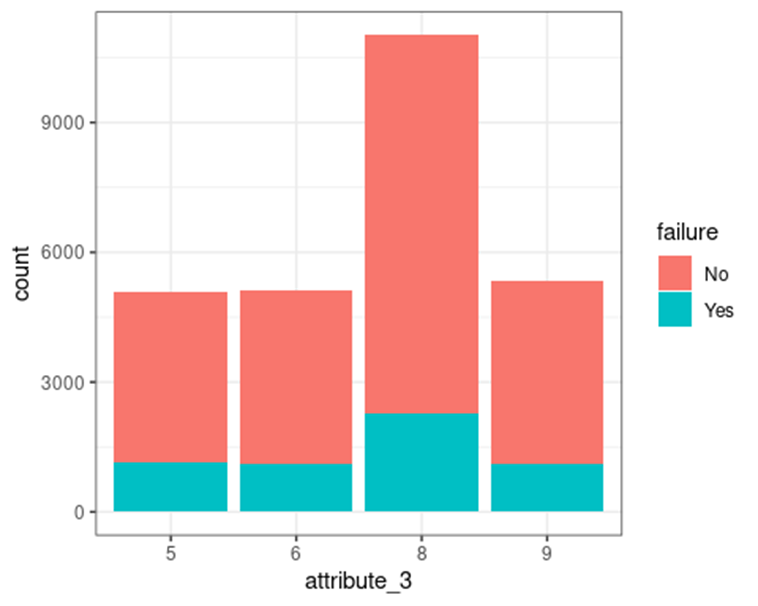 9000
6000
3000
0
count
5 6 8 9
attribute_3
failure
No
Yes